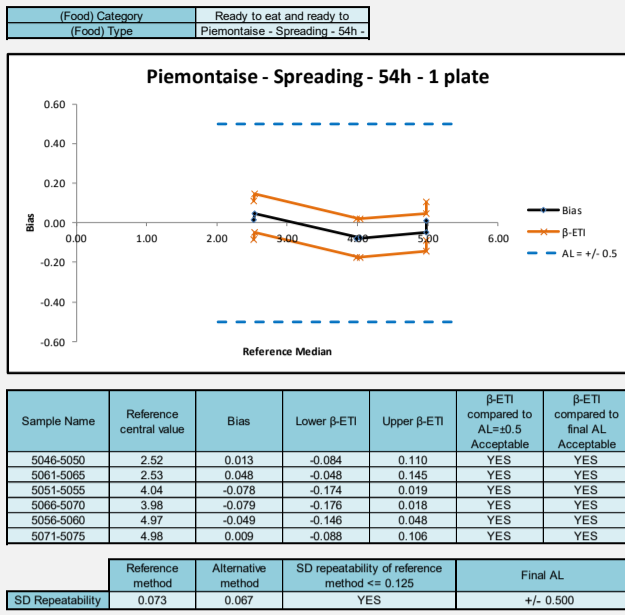 (Food) Category Ready to eat and ready to
(Food) Type Piemontaise - Spreading - 54h -
Piemontaise - Spreading - 54h - 1 plate
0.60
0.40
0.20
0.00
-0.20
-0.40
-0.60
Bias
0.00 1.00 2.00 3.00 4.00 5.00 6.00
Reference Median
Bias
β-ETI
AL = +/- 0.5
Sample Name Reference central value Bias Lower β-ETI Upper β-ETI β-ETI compared to AL=±0.5 Acceptable β-ETI compared to final AL Acceptable
5046-5050 2.52 0.013 -0.084 0.110 YES YES
5061-5065 2.53 0.048 -0.048 0.145 YES YES
5051-5055 4.04 -0.078 -0.174 0.019 YES YES
5066-5070 3.98 -0.079 -0.176 0.018 YES YES
5056-5060 4.97 -0.049 -0.146 0.048 YES YES
5071-5075 4.98 0.009 -0.088 0.106 YES YES
Reference method Alternative method SD repeatability of reference method <= 0.125 Final AL
SD Repeatability 0.073 0.067 YES +/- 0.500